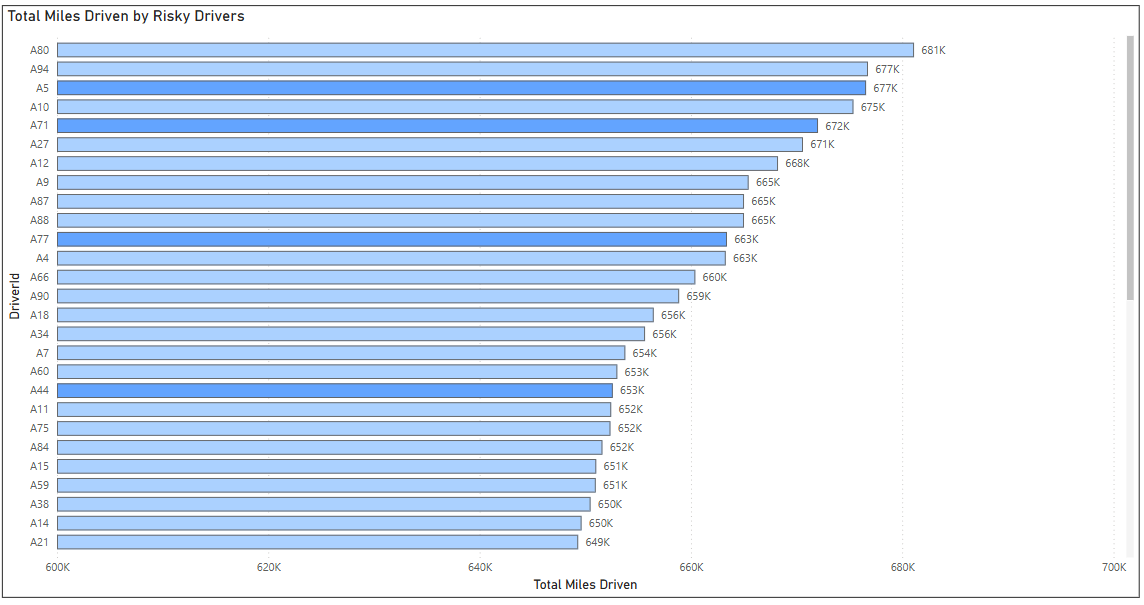 Total Miles Driven by Risky Drivers
A80 681K
A94 677K
A5 677K
A10 675K
A71 672K
A27 671K
A12 668K
A9 665K
A87 665K
A88 665K
A77 663K
A4 663K
A66 660K
A90 659K
A18 656K
A34 656K
A7 654K
A60 653K
A44 653K
A11 652K
A75 652K
A84 652K
A15 651K
A59 651K
A38 650K
A14 650K
A21 649K
DriverId
600K 620K 640K 660K 680K 700K
Total Miles Driven